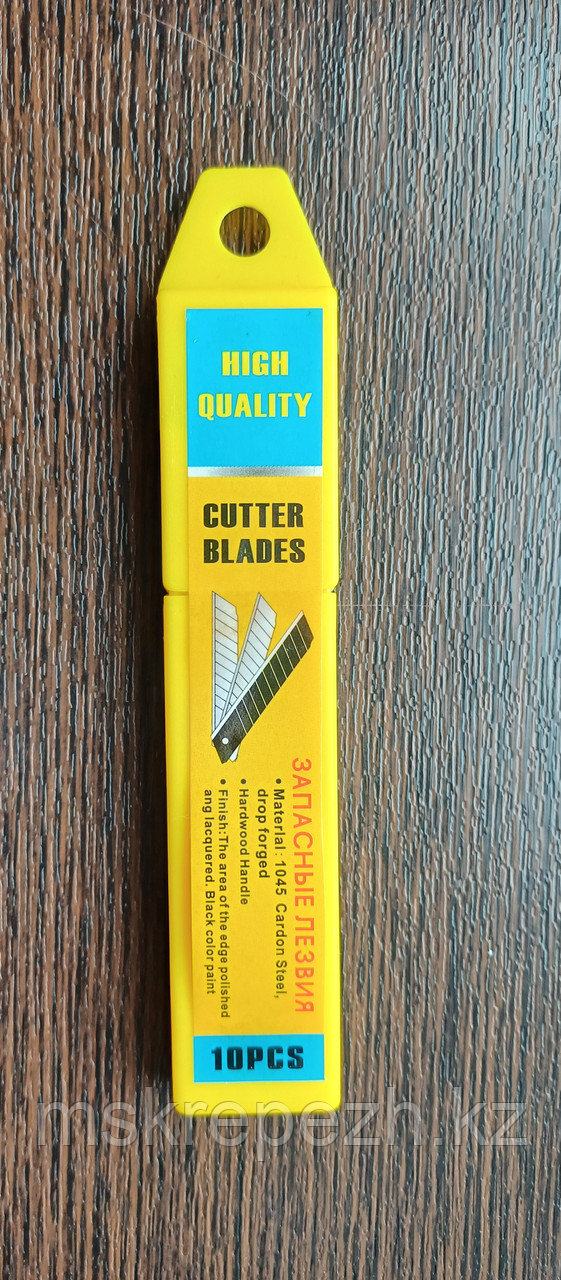 HIGH
QUALITY
CUTTER
BLADES
ЗАПАСНЫЕ ЛЕЗВИЯ
• Materlal: 1045 Cardon Steel,
drop forged
• Hardwood Handle
• Finish:The area of the edge polished
ang lacquered. Black color paint
10PCS
mskrepezh.kz